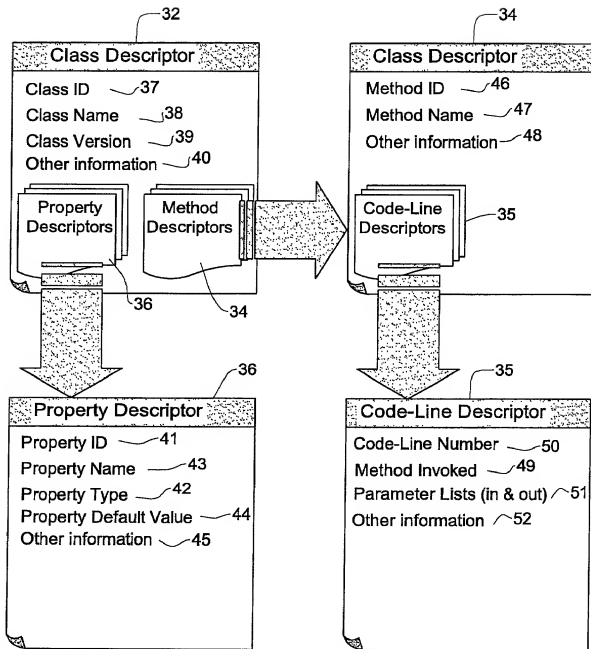 32
Class Descriptor
Class ID 37
Class Name 38
Class Version 39
Other information 40
Property
Descriptors
36
Method
Descriptors
34
34
Class Descriptor
Method ID 46
Method Name 47
Other information 48
Code-Line
Descriptors
35
36
Property Descriptor
Property ID 41
Property Name 43
Property Type 42
Property Default Value 44
Other information 45
35
Code-Line Descriptor
Code-Line Number 50
Method Invoked 49
Parameter Lists (in & out) 51
Other information 52